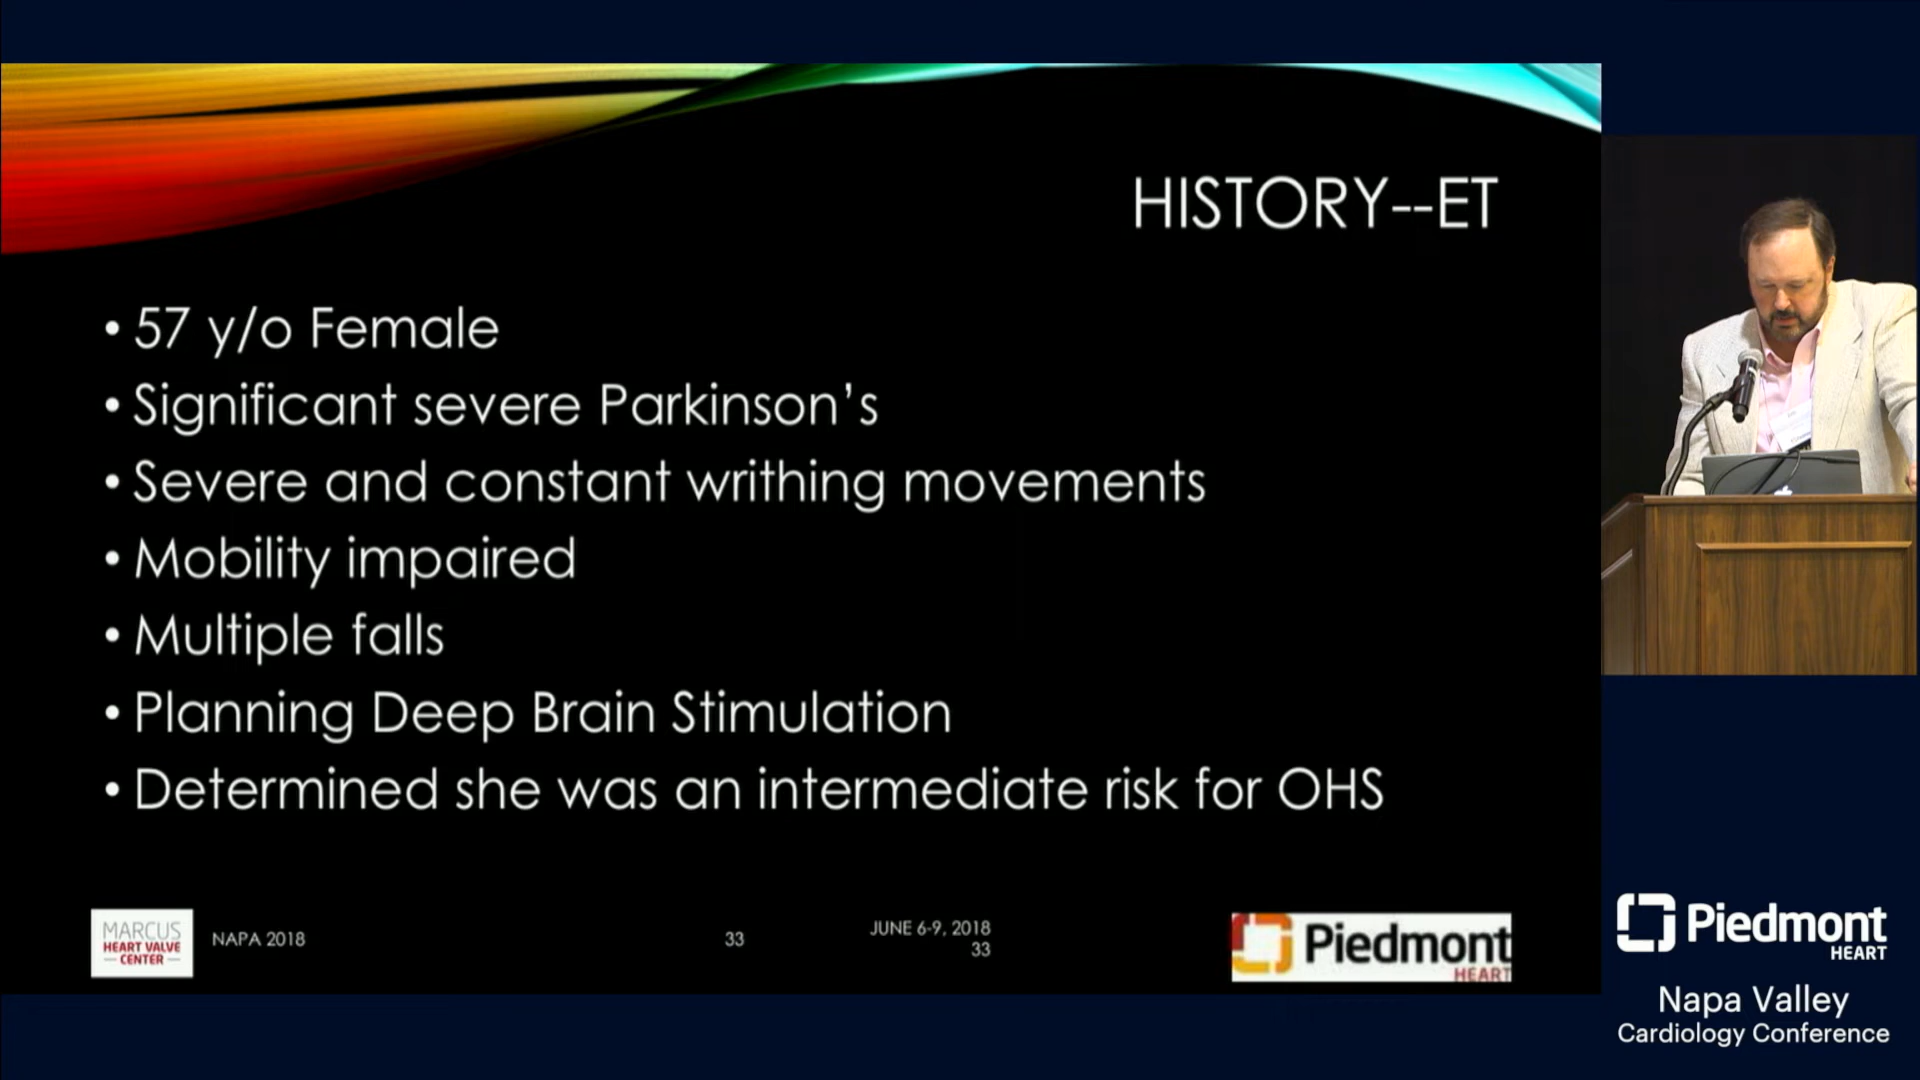 HISTORY--ET
• 57 y/o Female
• Significant severe Parkinson’s
• Severe and constant writhing movements
• Mobility impaired
• Multiple falls
• Planning Deep Brain Stimulation
• Determined she was an intermediate risk for OHS
MARCUS
HEART VALVE
CENTER
NAPA 2018
33
JUNE 6-9, 2018
33
Piedmont
HEART
Piedmont
HEART
Napa Valley
Cardiology Conference